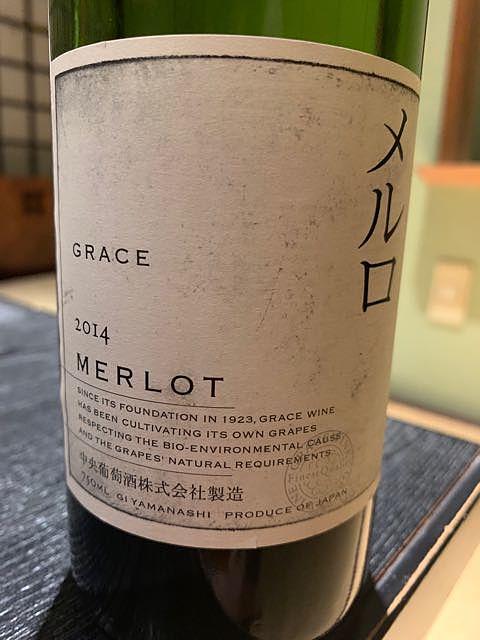 メルロ
GRACE
2014
MERLOT
SINCE ITS FOUNDATION IN 1923, GRACE WINE
HAS BEEN CULTIVATING ITS OWN GRAPES
RESPECTING THE BIO-ENVIRONMENTAL CAUSE
AND THE GRAPES' NATURAL REQUIREMENTS
中央葡萄酒株式会社製造
750ML GI YAMANASHI PRODUCE OF JAPAN
Finest Quality